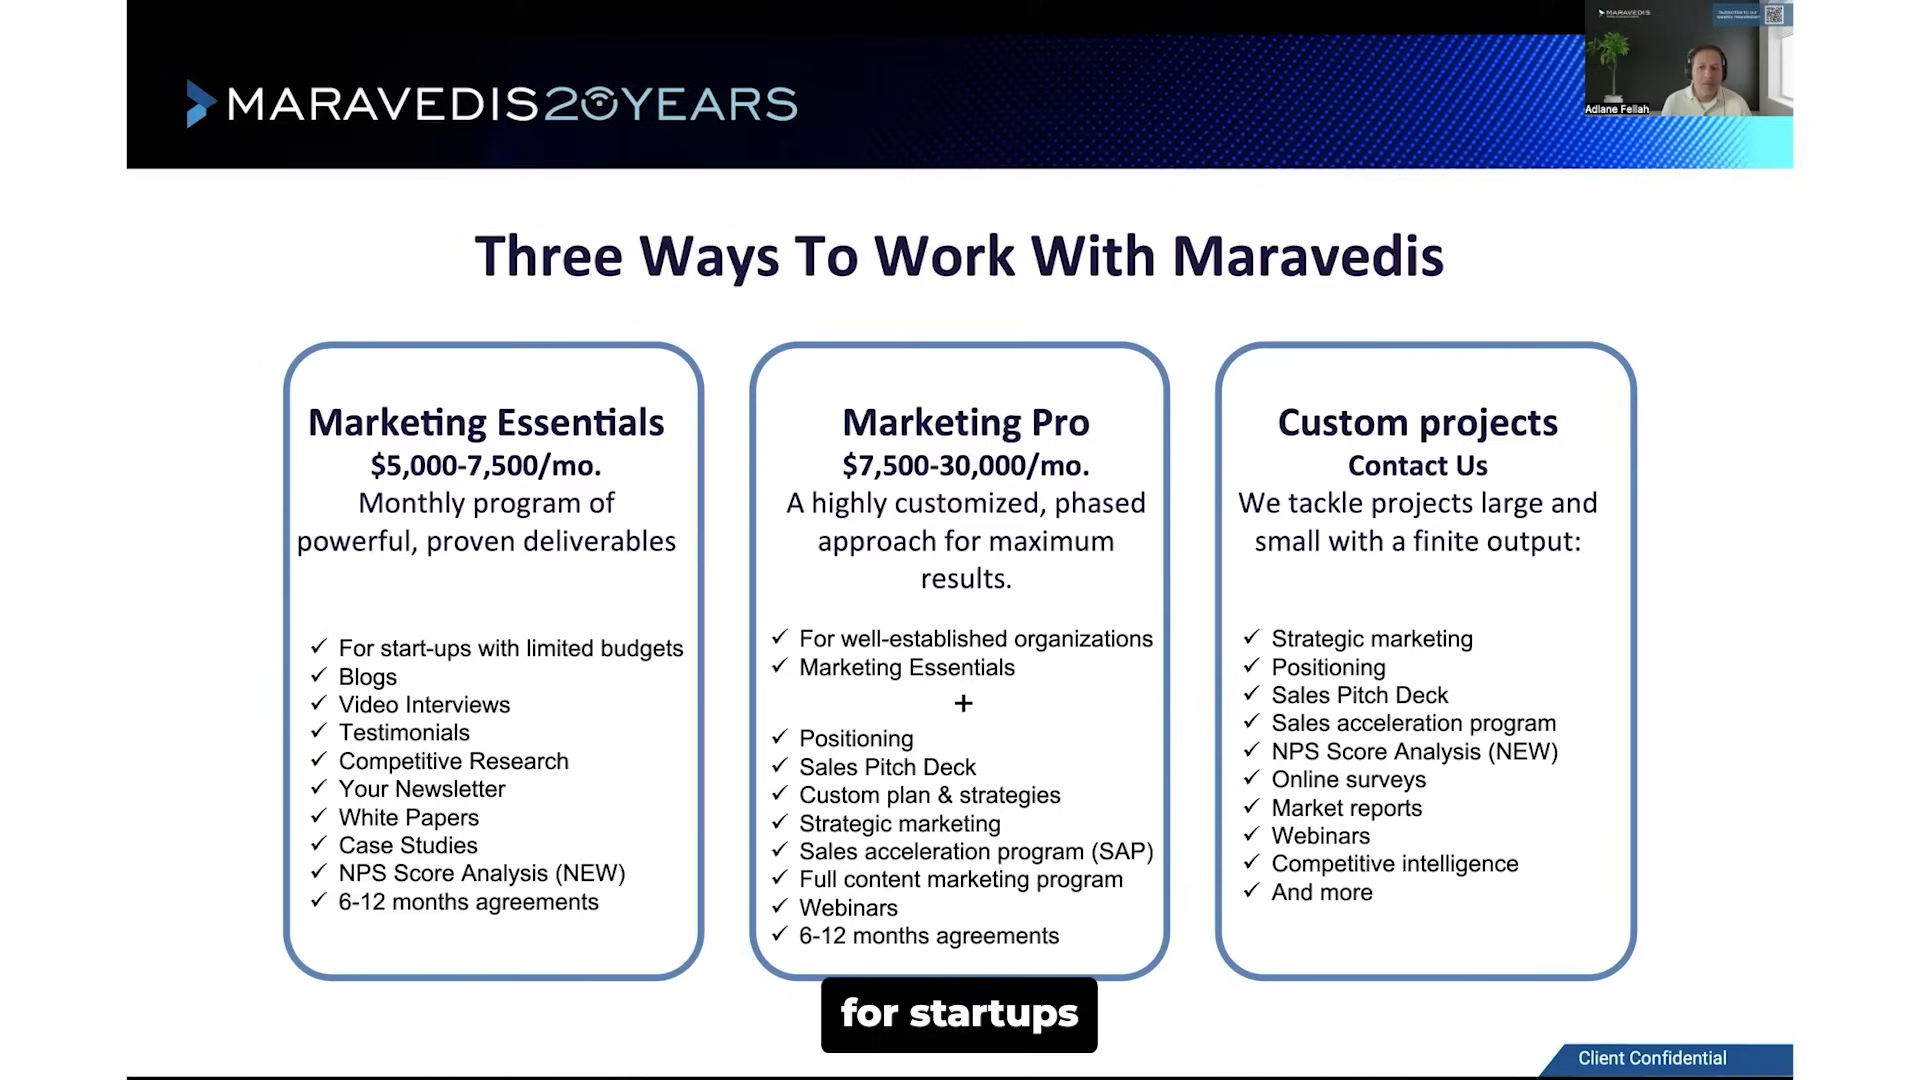 MARAVEDIS20YEARS
MARAVEDIS
Subscribe to our
weekly newsletter
Adlane Fellah
Three Ways To Work With Maravedis
Marketing Essentials
$5,000-7,500/mo.
Monthly program of
powerful, proven deliverables
✓ For start-ups with limited budgets
✓ Blogs
✓ Video Interviews
✓ Testimonials
✓ Competitive Research
✓ Your Newsletter
✓ White Papers
✓ Case Studies
✓ NPS Score Analysis (NEW)
✓ 6-12 months agreements
Marketing Pro
$7,500-30,000/mo.
A highly customized, phased
approach for maximum
results.
✓ For well-established organizations
✓ Marketing Essentials
+
✓ Positioning
✓ Sales Pitch Deck
✓ Custom plan & strategies
✓ Strategic marketing
✓ Sales acceleration program (SAP)
✓ Full content marketing program
✓ Webinars
✓ 6-12 months agreements
Custom projects
Contact Us
We tackle projects large and
small with a finite output:
✓ Strategic marketing
✓ Positioning
✓ Sales Pitch Deck
✓ Sales acceleration program
✓ NPS Score Analysis (NEW)
✓ Online surveys
✓ Market reports
✓ Webinars
✓ Competitive intelligence
✓ And more
for startups
Client Confidential